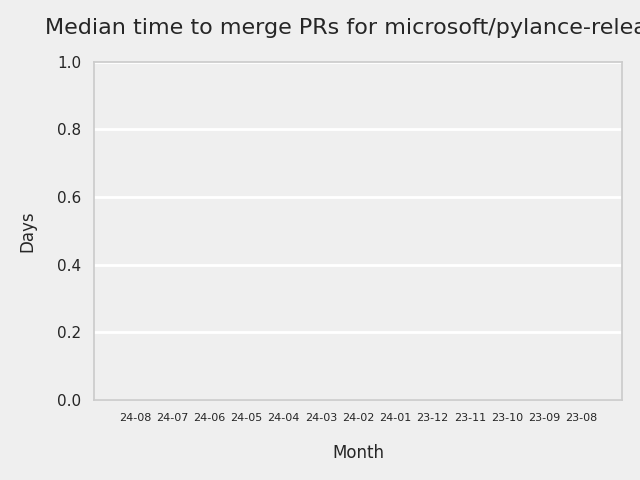 Median time to merge PRs for microsoft/pylance-relea
1.0
0.8
0.6
0.4
0.2
0.0
Days
24-08 24-07 24-06 24-05 24-04 24-03 24-02 24-01 23-12 23-11 23-10 23-09 23-08
Month